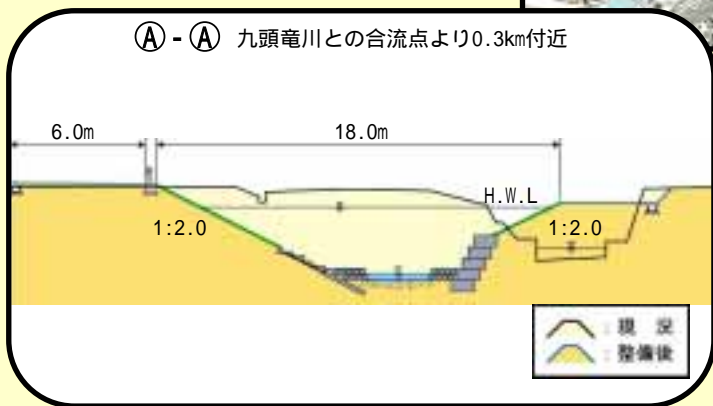 Ⓐ - Ⓐ 九頭竜川との合流点より0.3km付近
6.0m 18.0m
H.W.L
1:2.0 1:2.0
: 現 況
: 整備後